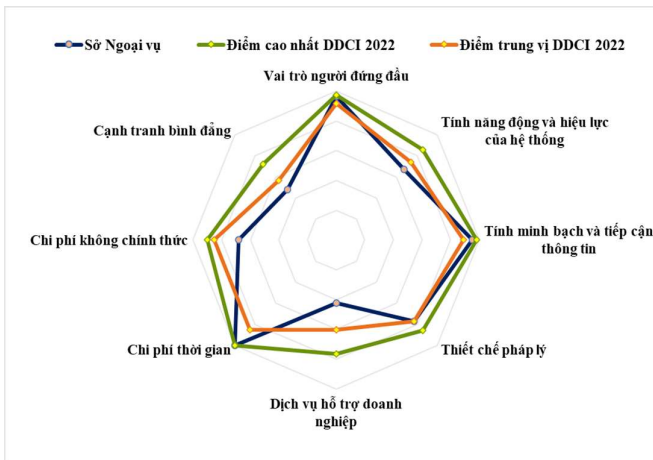 Sở Ngoại vụ
Điểm cao nhất DDCI 2022
Điểm trung vị DDCI 2022
Vai trò người đứng đầu
Tính năng động và hiệu lực
của hệ thống
Cạnh tranh bình đẳng
Tính minh bạch và tiếp cận
thông tin
Chi phí không chính thức
Thiết chế pháp lý
Chi phí thời gian
Dịch vụ hỗ trợ doanh
nghiệp